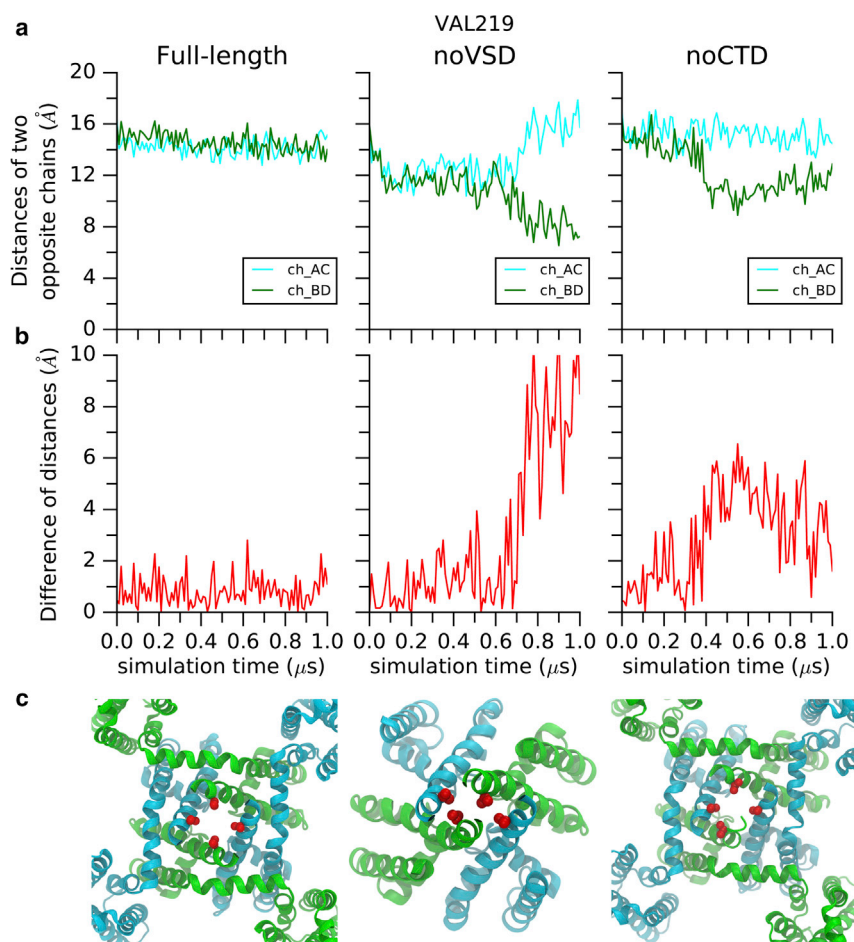 a
VAL219
Full-length noVSD noCTD
Distances of two
opposite chains (Å)
20
16
12
8
4
0
ch_AC
ch_BD
ch_AC
ch_BD
ch_AC
ch_BD
b
Difference of distances (Å)
10
8
6
4
2
0
0.0 0.2 0.4 0.6 0.8 1.0 0.0 0.2 0.4 0.6 0.8 1.0 0.0 0.2 0.4 0.6 0.8 1.0
simulation time (μs) simulation time (μs) simulation time (μs)
c